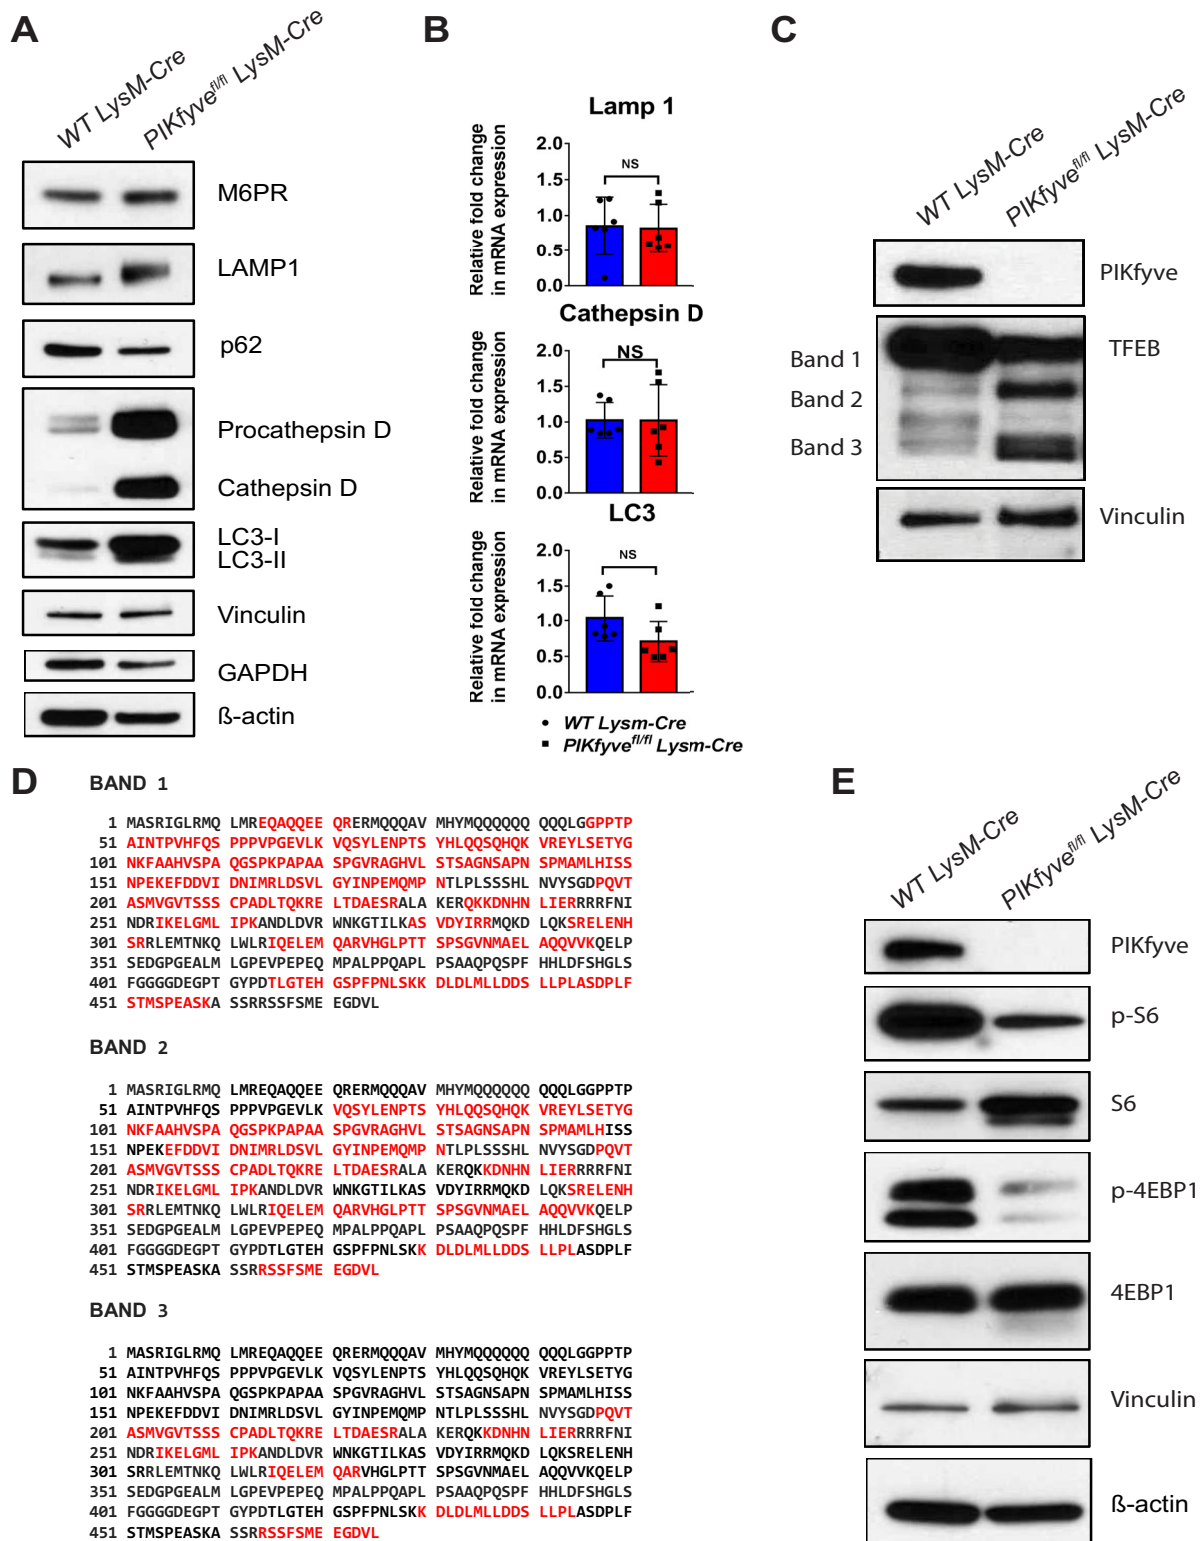 A
WT LysM-Cre
PIKfyve^fl/fl LysM-Cre
M6PR
LAMP1
p62
Procathepsin D
Cathepsin D
LC3-I
LC3-II
Vinculin
GAPDH
ß-actin
B
Lamp 1
Relative fold change
in mRNA expression
2.0
1.5
1.0
0.5
0.0
NS
Cathepsin D
Relative fold change
in mRNA expression
2.0
1.5
1.0
0.5
0.0
NS
LC3
Relative fold change
in mRNA expression
2.0
1.5
1.0
0.5
0.0
NS
WT Lysm-Cre
PIKfyve^fl/fl Lysm-Cre
C
WT LysM-Cre
PIKfyve^fl/fl LysM-Cre
PIKfyve
TFEB
Band 1
Band 2
Band 3
Vinculin
D
BAND 1
1 MASRIGLRMQ LMREQAQQEE QRERMQQQAV MHYMQQQQQQ QQQLGGPPTP
51 AINTPVHFQS PPPVPGEVLK VQSYLENPTS YHLQQSQHQK VREYLSETYG
101 NKFAAHVSPA QGSPKPAPAA SPGVRAGHVL STSAGNSAPN SPMAMLHISS
151 NPEKEFDDVI DNIMRLDSVL GYINPEMQMP NTLPLSSSHL NVYSGDPQVT
201 ASMVGVTSSS CPADLTQKRE LTDAESRALA KERQKKDNHN LIERRRRFNI
251 NDRIKELGML IPKANDLDVR WNKGTILKAS VDYIRRMQKD LQKSRELENH
301 SRRLEMTNKQ LWLRIQELEM QARVHGLPTT SPSGVNMAEL AQQVVKQELP
351 SEDGPGEALM LGPEVPEPEQ MPALPPQAPL PSAAQPQSPF HHLDFSHGLS
401 FGGGGDEGPT GYPDTLGTEH GSPFPNLSKK DLDLMLLDDS LLPLASDPLF
451 STMSPEASKA SSRRSSFSME EGDVL
BAND 2
1 MASRIGLRMQ LMREQAQQEE QRERMQQQAV MHYMQQQQQQ QQQLGGPPTP
51 AINTPVHFQS PPPVPGEVLK VQSYLENPTS YHLQQSQHQK VREYLSETYG
101 NKFAAHVSPA QGSPKPAPAA SPGVRAGHVL STSAGNSAPN SPMAMLHISS
151 NPEKEFDDVI DNIMRLDSVL GYINPEMQMP NTLPLSSSHL NVYSGDPQVT
201 ASMVGVTSSS CPADLTQKRE LTDAESRALA KERQKKDNHN LIERRRRFNI
251 NDRIKELGML IPKANDLDVR WNKGTILKAS VDYIRRMQKD LQKSRELENH
301 SRRLEMTNKQ LWLRIQELEM QARVHGLPTT SPSGVNMAEL AQQVVKQELP
351 SEDGPGEALM LGPEVPEPEQ MPALPPQAPL PSAAQPQSPF HHLDFSHGLS
401 FGGGGDEGPT GYPDTLGTEH GSPFPNLSKK DLDLMLLDDS LLPLASDPLF
451 STMSPEASKA SSRRSSFSME EGDVL
BAND 3
1 MASRIGLRMQ LMREQAQQEE QRERMQQQAV MHYMQQQQQQ QQQLGGPPTP
51 AINTPVHFQS PPPVPGEVLK VQSYLENPTS YHLQQSQHQK VREYLSETYG
101 NKFAAHVSPA QGSPKPAPAA SPGVRAGHVL STSAGNSAPN SPMAMLHISS
151 NPEKEFDDVI DNIMRLDSVL GYINPEMQMP NTLPLSSSHL NVYSGDPQVT
201 ASMVGVTSSS CPADLTQKRE LTDAESRALA KERQKKDNHN LIERRRRFNI
251 NDRIKELGML IPKANDLDVR WNKGTILKAS VDYIRRMQKD LQKSRELENH
301 SRRLEMTNKQ LWLRIQELEM QARVHGLPTT SPSGVNMAEL AQQVVKQELP
351 SEDGPGEALM LGPEVPEPEQ MPALPPQAPL PSAAQPQSPF HHLDFSHGLS
401 FGGGGDEGPT GYPDTLGTEH GSPFPNLSKK DLDLMLLDDS LLPLASDPLF
451 STMSPEASKA SSRRSSFSME EGDVL
E
WT LysM-Cre
PIKfyve^fl/fl LysM-Cre
PIKfyve
p-S6
S6
p-4EBP1
4EBP1
Vinculin
ß-actin